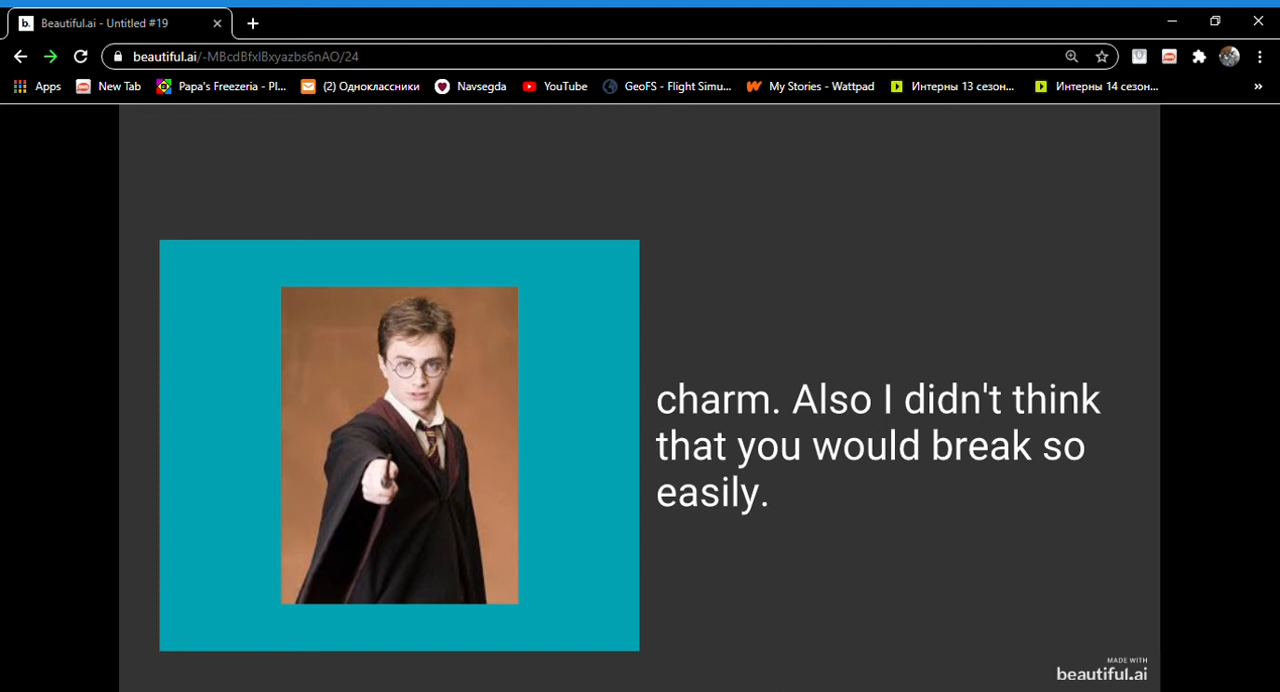 b. Beautiful.ai - Untitled #19
beautiful.ai/-MBcdBfxlBxyazbs6nAO/24
Apps New Tab Papa's Freezeria - Pl... (2) Одноклассники Navsegda YouTube GeoFS - Flight Simu... My Stories - Wattpad Интерны 13 сезон... Интерны 14 сезон... »
charm. Also I didn't think
that you would break so
easily.
MADE WITH
beautiful.ai